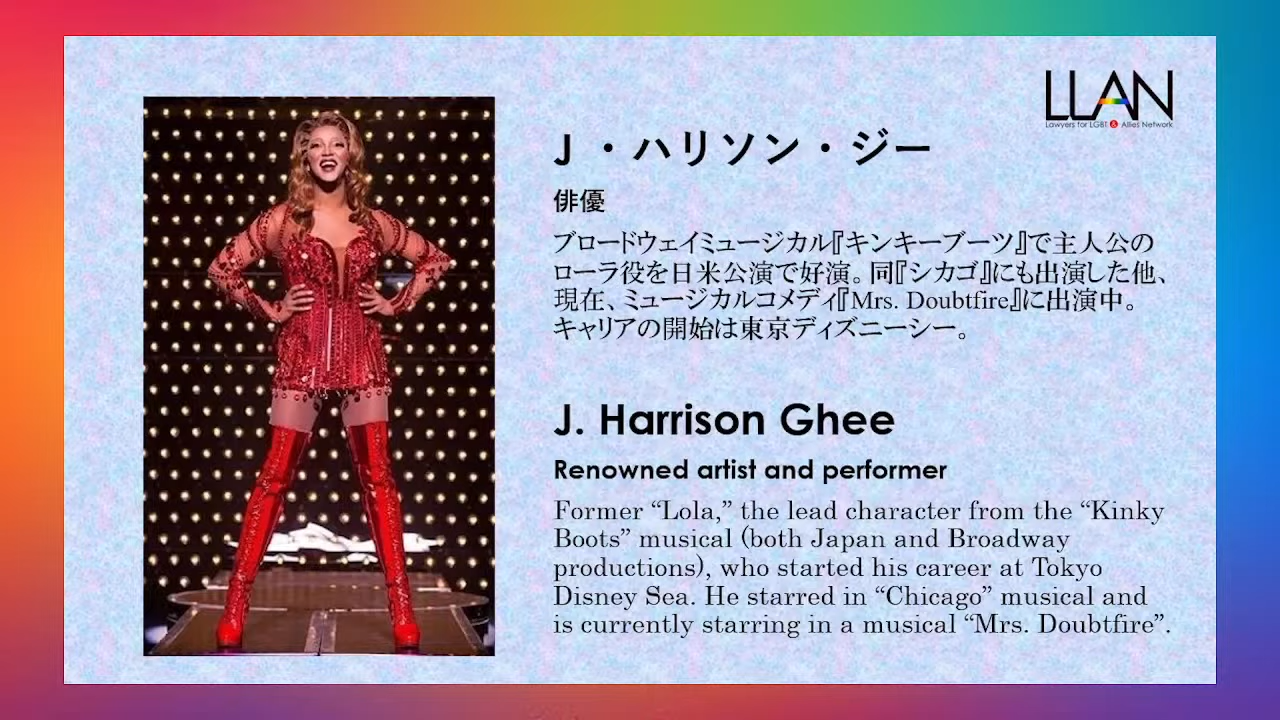 LLAN
Lawyers for LGBT & Allies Network
J ・ハリソン・ジー
俳優
ブロードウェイミュージカル『キンキーブーツ』で主人公の
ローラ役を日米公演で好演。同『シカゴ』にも出演した他、
現在、ミュージカルコメディ『Mrs. Doubtfire』に出演中。
キャリアの開始は東京ディズニーシー。
J. Harrison Ghee
Renowned artist and performer
Former “Lola,” the lead character from the “Kinky
Boots” musical (both Japan and Broadway
productions), who started his career at Tokyo
Disney Sea. He starred in “Chicago” musical and
is currently starring in a musical “Mrs. Doubtfire”.